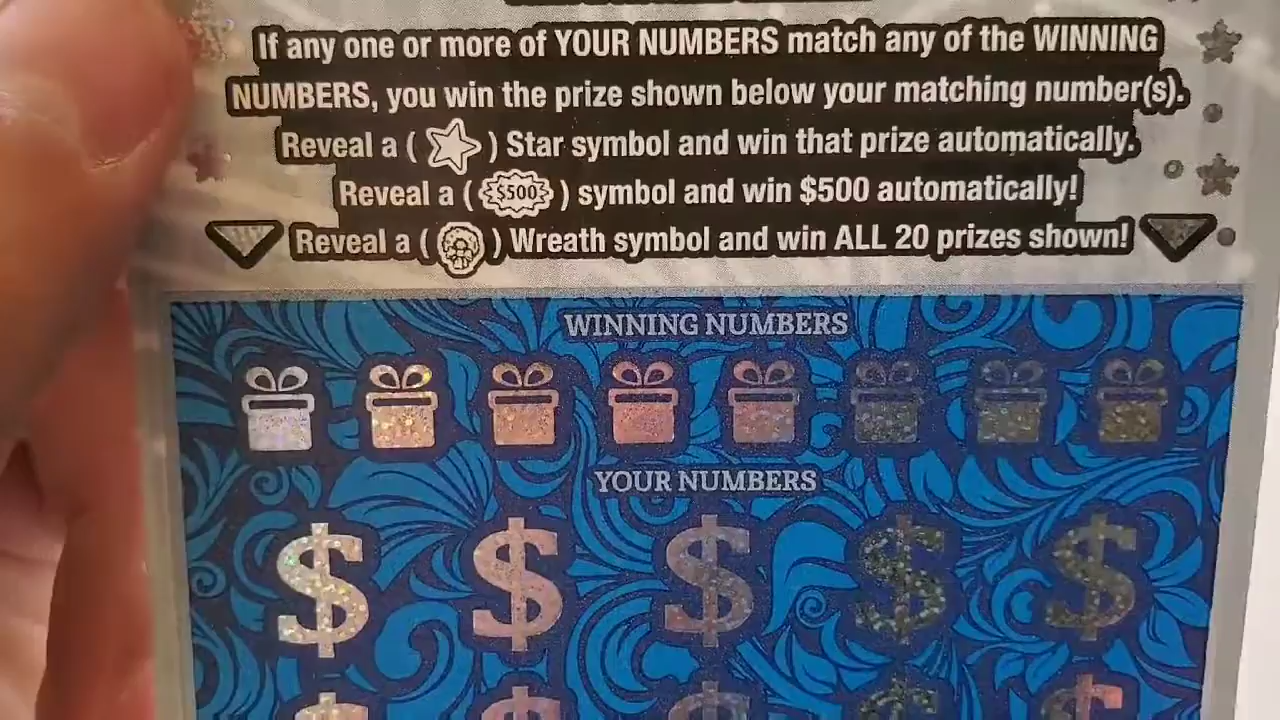 If any one or more of YOUR NUMBERS match any of the WINNING
NUMBERS, you win the prize shown below your matching number(s).
Reveal a ( ) Star symbol and win that prize automatically.
Reveal a ( $500 ) symbol and win $500 automatically!
Reveal a ( ) Wreath symbol and win ALL 20 prizes shown!
WINNING NUMBERS
YOUR NUMBERS
$ $ $ $ $
$ $ $ $ $